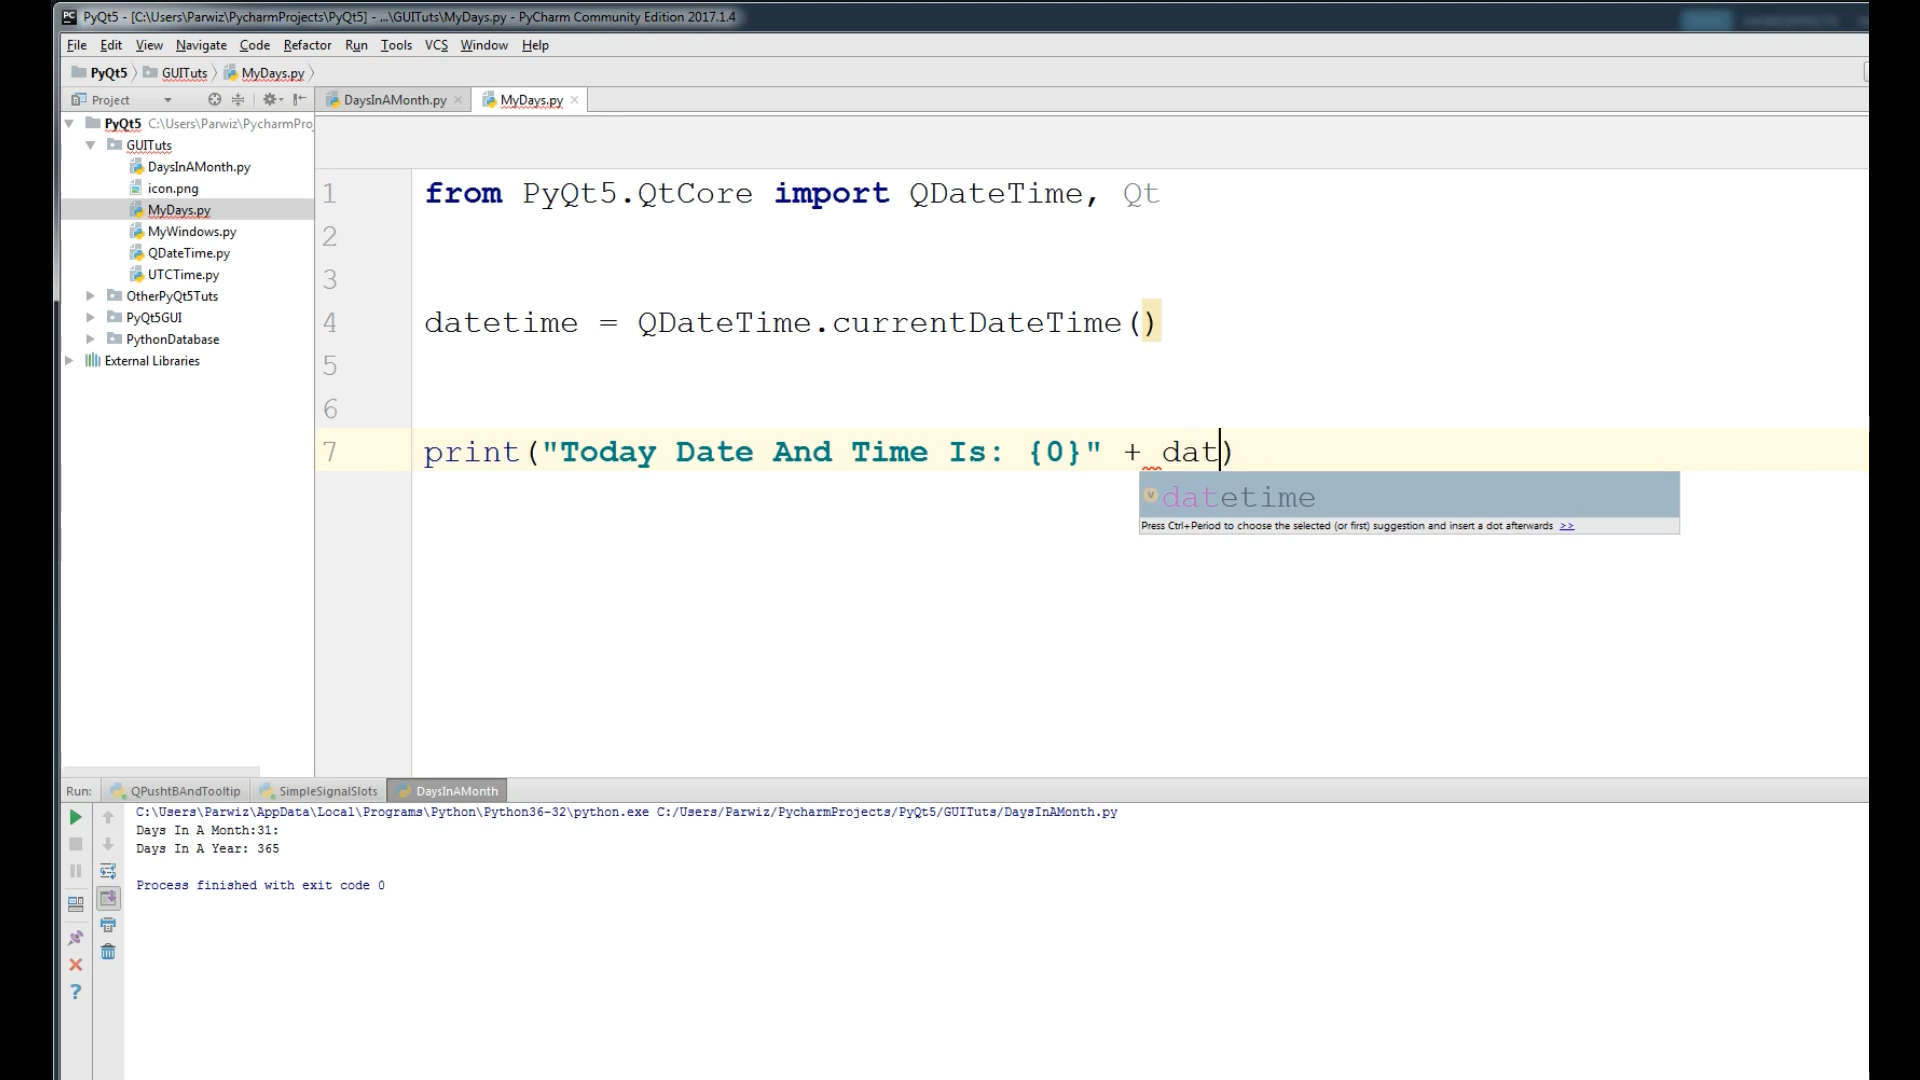 PyQt5 - [C:\Users\Parwiz\PycharmProjects\PyQt5] - ...\GUITuts\MyDays.py - PyCharm Community Edition 2017.1.4
File Edit View Navigate Code Refactor Run Tools VCS Window Help
PyQt5 GUITuts MyDays.py
Project DaysInAMonth.py MyDays.py
PyQt5 C:\Users\Parwiz\PycharmPro
GUITuts
DaysInAMonth.py
icon.png
MyDays.py
MyWindows.py
QDateTime.py
UTCTime.py
OtherPyQt5Tuts
PyQt5GUI
PythonDatabase
External Libraries
1 from PyQt5.QtCore import QDateTime, Qt
2
3
4 datetime = QDateTime.currentDateTime()
5
6
7 print("Today Date And Time Is: {0}" + dat)
datetime
Press Ctrl+Period to choose the selected (or first) suggestion and insert a dot afterwards >>
Run: QPushtBAndTooltip SimpleSignalSlots DaysInAMonth
C:\Users\Parwiz\AppData\Local\Programs\Python\Python36-32\python.exe C:/Users/Parwiz/PycharmProjects/PyQt5/GUITuts/DaysInAMonth.py
Days In A Month:31:
Days In A Year: 365
Process finished with exit code 0